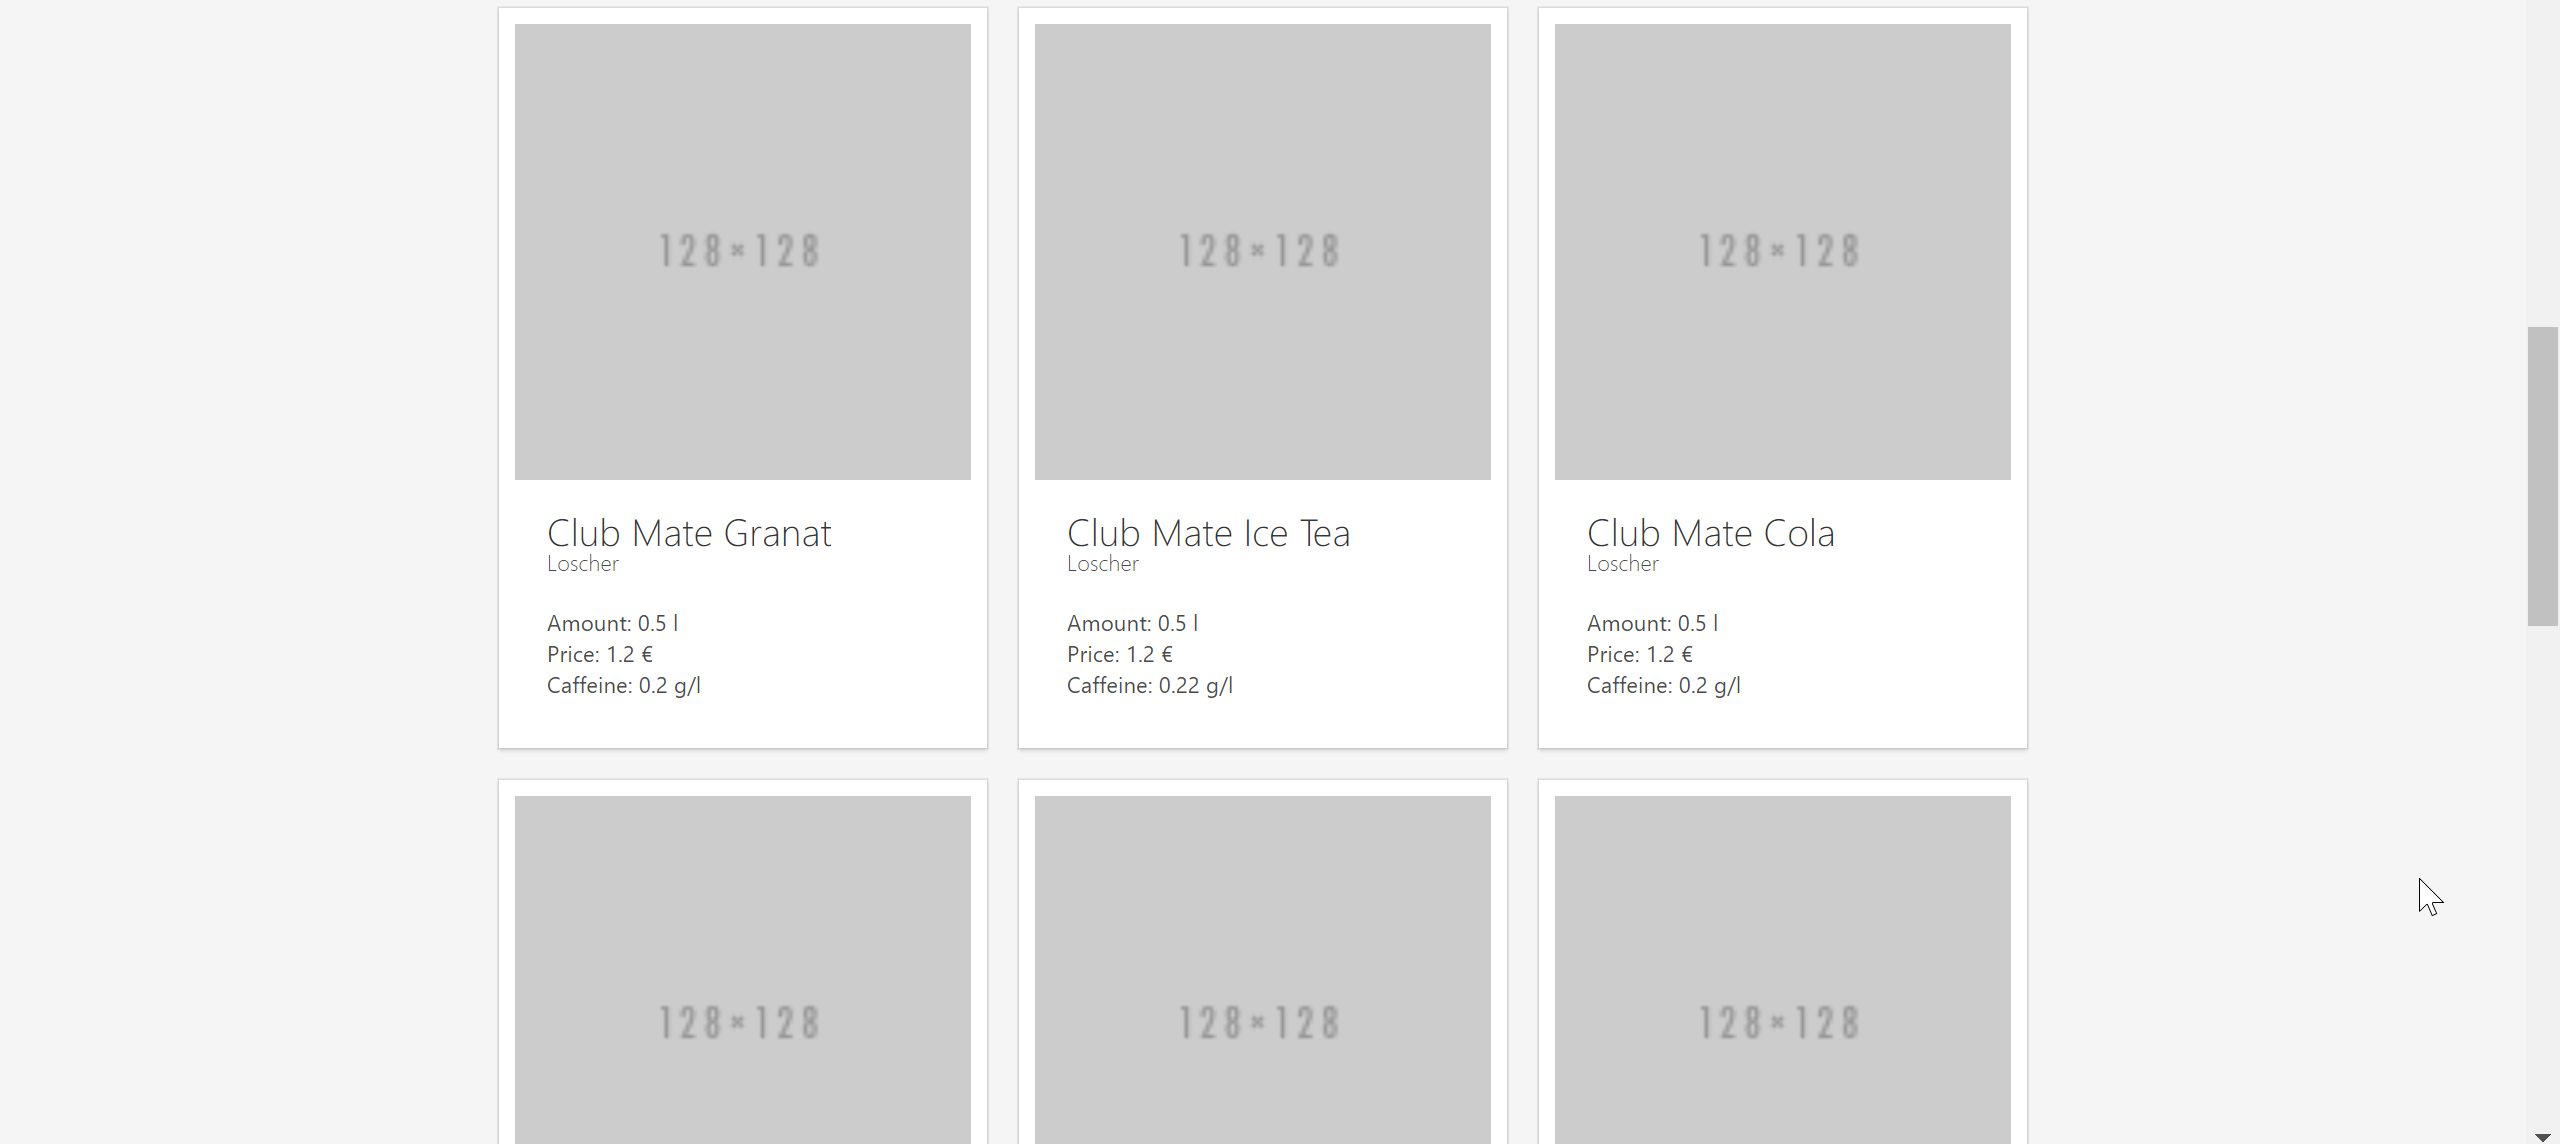 128×128
128×128
128×128
Club Mate Granat
Loscher
Amount: 0.5 l
Price: 1.2 €
Caffeine: 0.2 g/l
Club Mate Ice Tea
Loscher
Amount: 0.5 l
Price: 1.2 €
Caffeine: 0.22 g/l
Club Mate Cola
Loscher
Amount: 0.5 l
Price: 1.2 €
Caffeine: 0.2 g/l
128×128
128×128
128×128